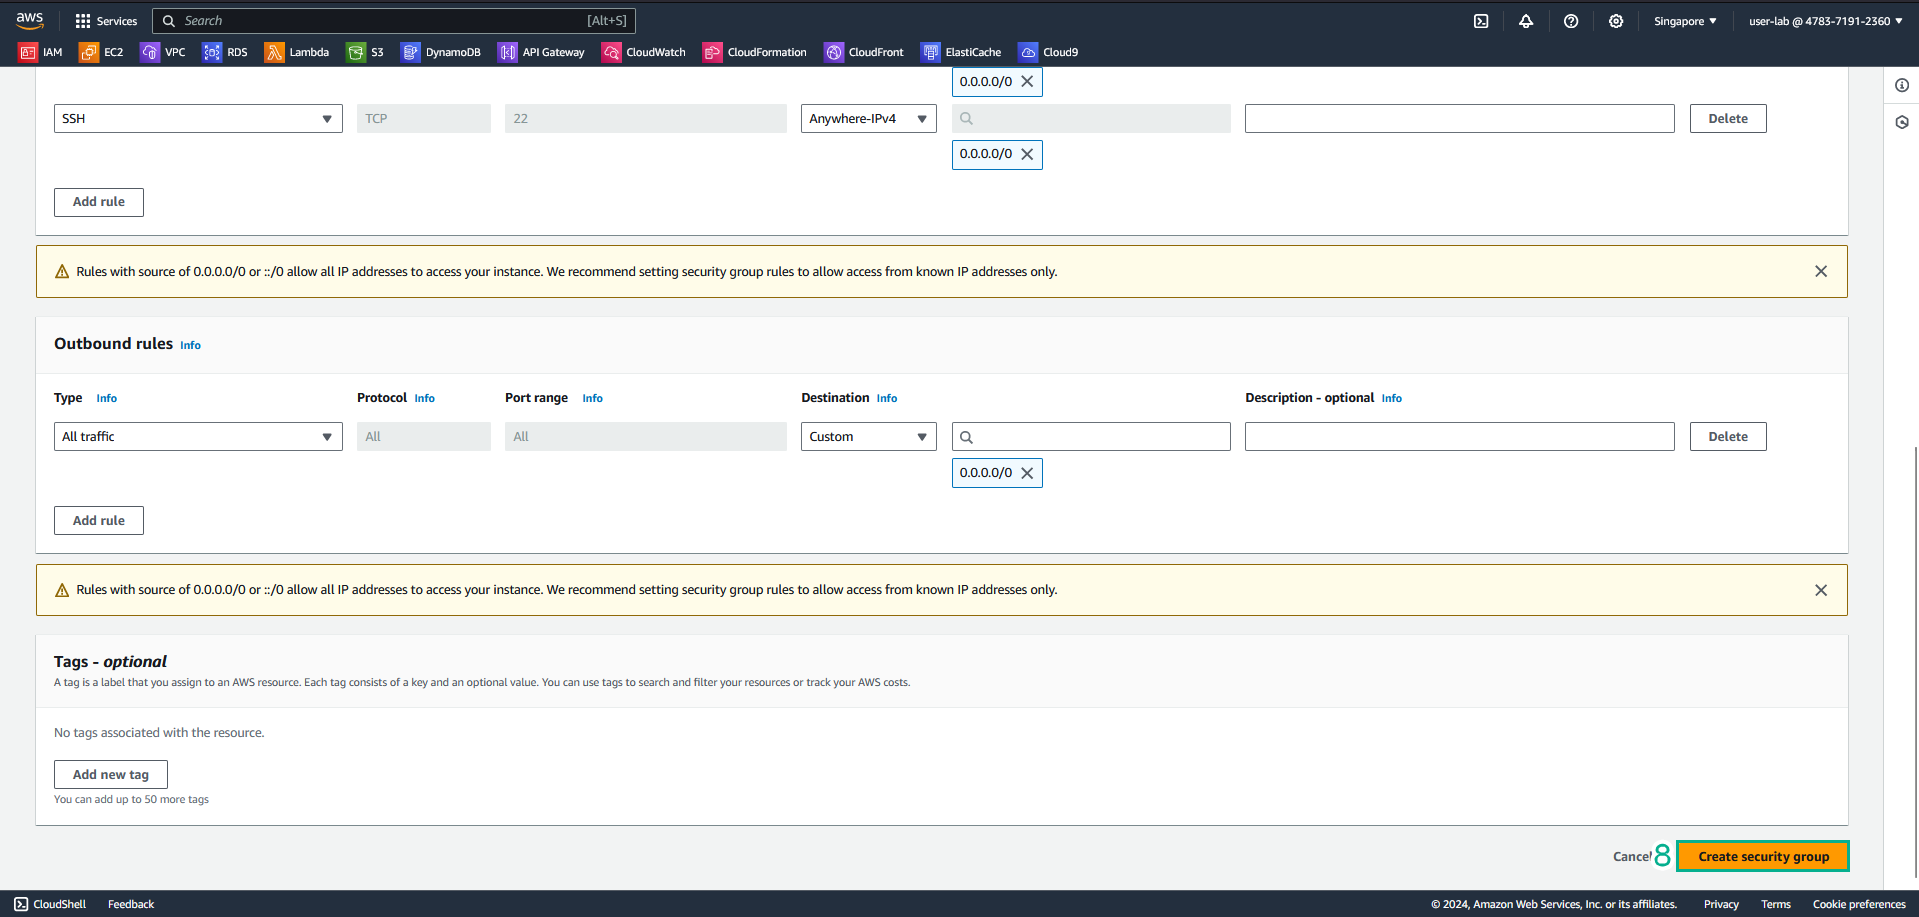 aws Services Search [Alt+S] Singapore ▼ user-lab @ 4783-7191-2360 ▼
IAM EC2 VPC RDS Lambda S3 DynamoDB API Gateway CloudWatch CloudFormation CloudFront ElastiCache Cloud9
0.0.0.0/0
SSH TCP 22 Anywhere-IPv4 Delete
0.0.0.0/0
Add rule
Rules with source of 0.0.0.0/0 or ::/0 allow all IP addresses to access your instance. We recommend setting security group rules to allow access from known IP addresses only.
Outbound rules Info
Type Info Protocol Info Port range Info Destination Info Description - optional Info
All traffic All All Custom Delete
0.0.0.0/0
Add rule
Rules with source of 0.0.0.0/0 or ::/0 allow all IP addresses to access your instance. We recommend setting security group rules to allow access from known IP addresses only.
Tags - optional
A tag is a label that you assign to an AWS resource. Each tag consists of a key and an optional value. You can use tags to search and filter your resources or track your AWS costs.
No tags associated with the resource.
Add new tag
You can add up to 50 more tags
Cancel 8 Create security group
CloudShell Feedback © 2024, Amazon Web Services, Inc. or its affiliates. Privacy Terms Cookie preferences